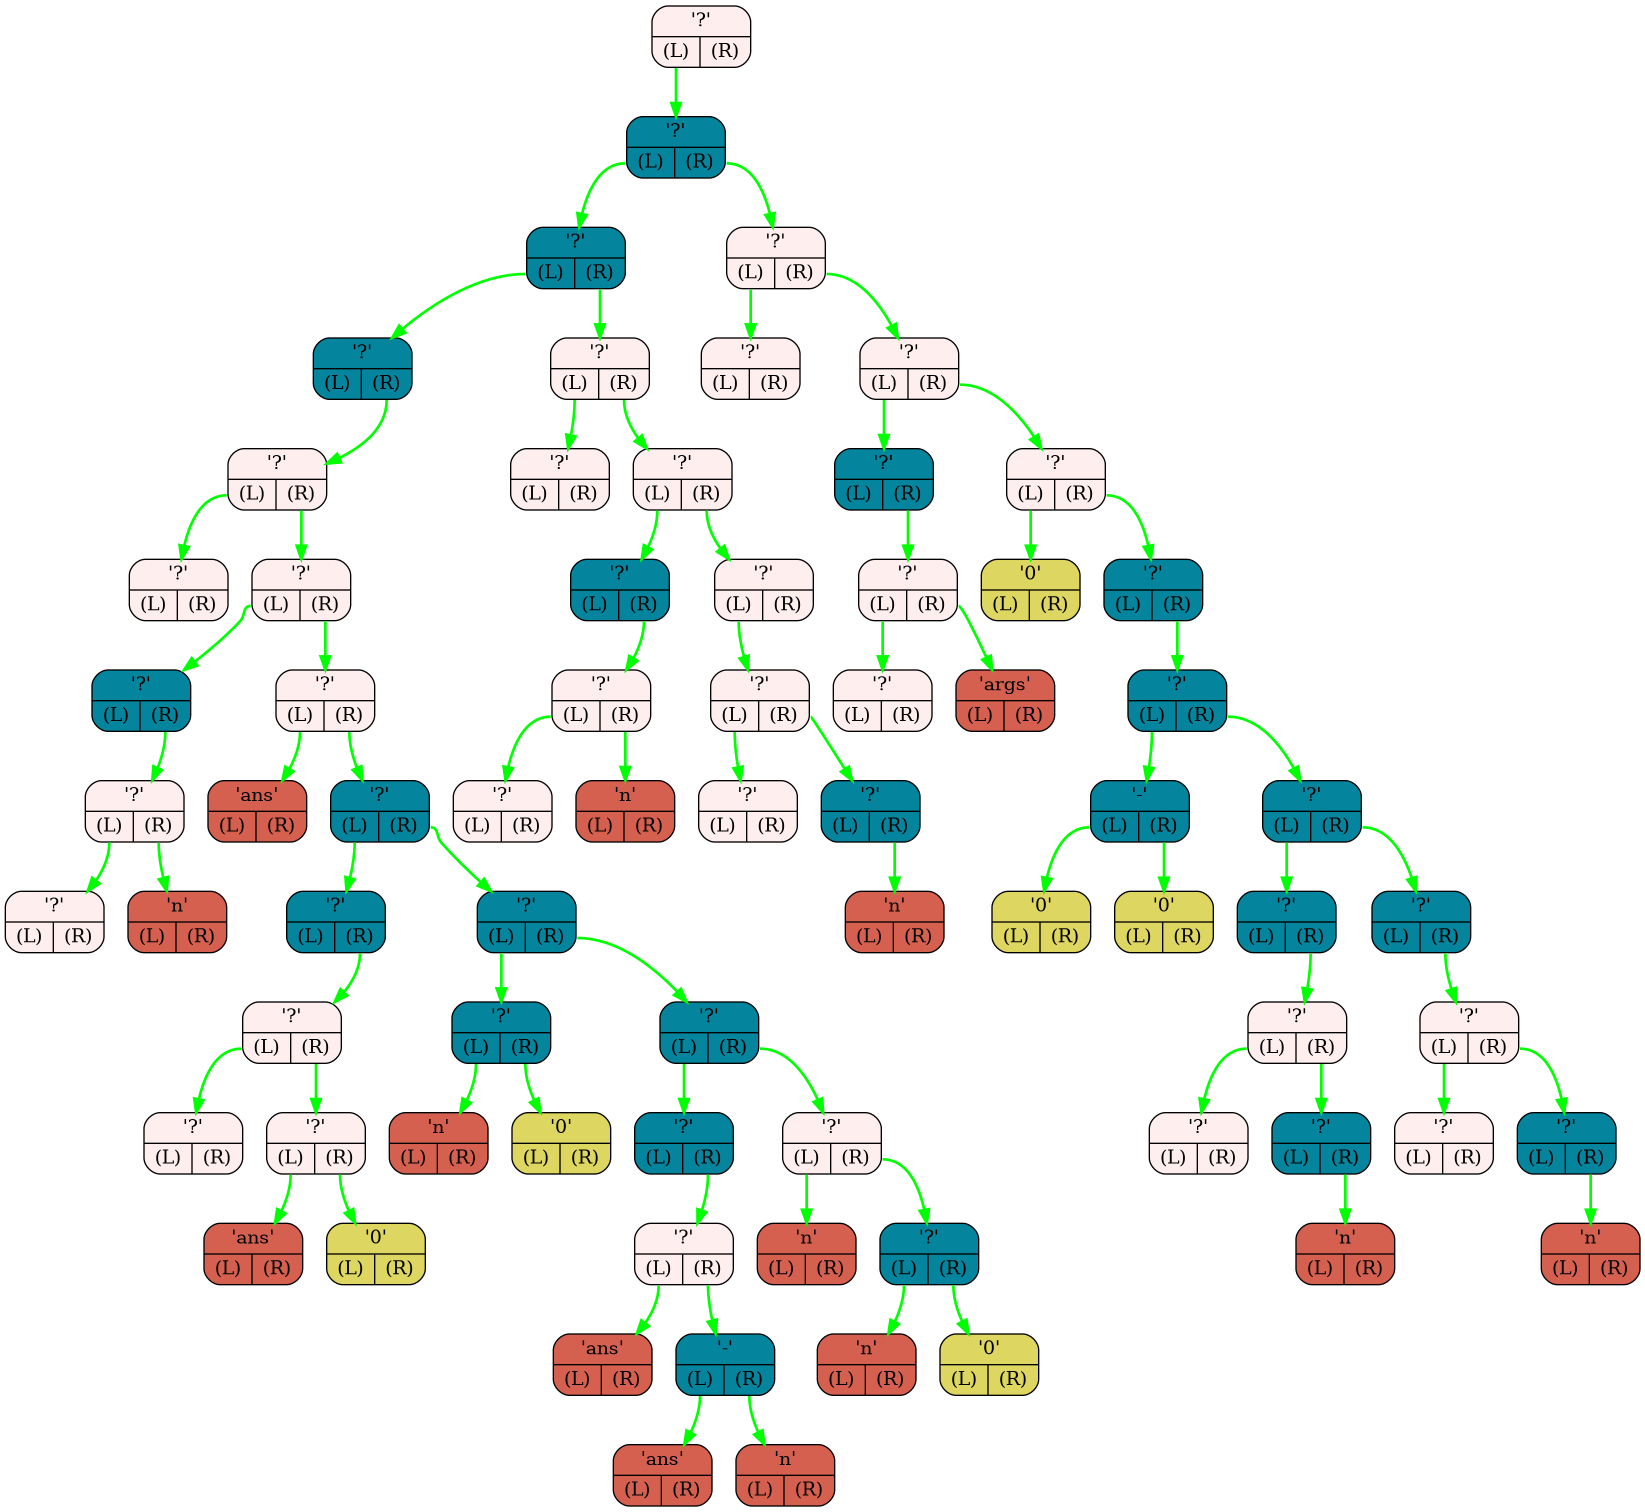 '?'
(L) (R)
'?'
(L) (R)
'?' '?'
(L) (R) (L) (R)
'?' '?' '?' '?'
(L) (R) (L) (R) (L) (R) (L) (R)
'?' '?' '?' '?' '?'
(L) (R) (L) (R) (L) (R) (L) (R) (L) (R)
'?' '?' '?' '?' '?' '0' '?'
(L) (R) (L) (R) (L) (R) (L) (R) (L) (R) (L) (R) (L) (R)
'?' '?' '?' '?' '?' 'args' '?'
(L) (R) (L) (R) (L) (R) (L) (R) (L) (R) (L) (R) (L) (R)
'?' 'ans' '?' '?' 'n' '?' '?' '-' '?'
(L) (R) (L) (R) (L) (R) (L) (R) (L) (R) (L) (R) (L) (R) (L) (R) (L) (R)
'?' 'n' '?' '?' 'n' '0' '0' '?' '?'
(L) (R) (L) (R) (L) (R) (L) (R) (L) (R) (L) (R) (L) (R) (L) (R) (L) (R)
'?' '?' '?' '?' '?'
(L) (R) (L) (R) (L) (R) (L) (R) (L) (R)
'?' '?' 'n' '0' '?' '?' '?' '?' '?' '?'
(L) (R) (L) (R) (L) (R) (L) (R) (L) (R) (L) (R) (L) (R) (L) (R) (L) (R) (L) (R)
'ans' '0' '?' 'n' '?' 'n' 'n'
(L) (R) (L) (R) (L) (R) (L) (R) (L) (R) (L) (R) (L) (R)
'ans' '-' 'n' '0'
(L) (R) (L) (R) (L) (R) (L) (R)
'ans' 'n'
(L) (R) (L) (R)